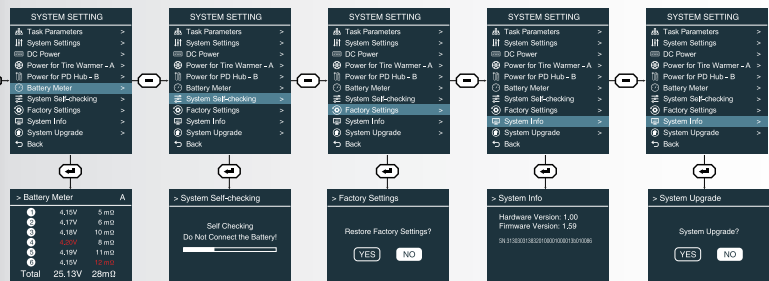 SYSTEM SETTING
Task Parameters >
System Settings >
DC Power >
Power for Tire Warmer - A >
Power for PD Hub - B >
Battery Meter >
System Self-checking >
Factory Settings >
System Info >
System Upgrade >
Back
> Battery Meter A
1 4.15V 5 mΩ
2 4.17V 6 mΩ
3 4.18V 10 mΩ
4 4.20V 8 mΩ
5 4.19V 11 mΩ
6 4.15V 12 mΩ
Total 25.13V 28mΩ
SYSTEM SETTING
Task Parameters >
System Settings >
DC Power >
Power for Tire Warmer - A >
Power for PD Hub - B >
Battery Meter >
System Self-checking >
Factory Settings >
System Info >
System Upgrade >
Back
> System Self-checking
Self Checking
Do Not Connect the Battery!
SYSTEM SETTING
Task Parameters >
System Settings >
DC Power >
Power for Tire Warmer - A >
Power for PD Hub - B >
Battery Meter >
System Self-checking >
Factory Settings >
System Info >
System Upgrade >
Back
> Factory Settings
Restore Factory Settings?
YES NO
SYSTEM SETTING
Task Parameters >
System Settings >
DC Power >
Power for Tire Warmer - A >
Power for PD Hub - B >
Battery Meter >
System Self-checking >
Factory Settings >
System Info >
System Upgrade >
Back
> System Info
Hardware Version: 1.00
Firmware Version: 1.59
SYSTEM SETTING
Task Parameters >
System Settings >
DC Power >
Power for Tire Warmer - A >
Power for PD Hub - B >
Battery Meter >
System Self-checking >
Factory Settings >
System Info >
System Upgrade >
Back
> System Upgrade
System Upgrade?
YES NO